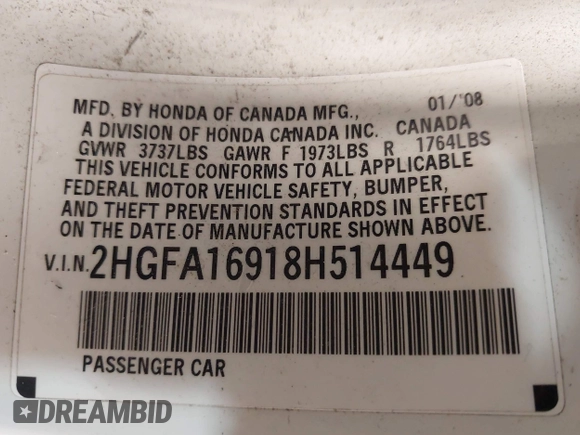 MFD. BY HONDA OF CANADA MFG., 01/'08
A DIVISION OF HONDA CANADA INC. CANADA
GVWR 3737LBS GAWR F 1973LBS R 1764LBS
THIS VEHICLE CONFORMS TO ALL APPLICABLE
FEDERAL MOTOR VEHICLE SAFETY, BUMPER,
AND THEFT PREVENTION STANDARDS IN EFFECT
ON THE DATE OF MANUFACTURE SHOWN ABOVE.
V.I.N. 2HGFA16918H514449
PASSENGER CAR
DREAMBID